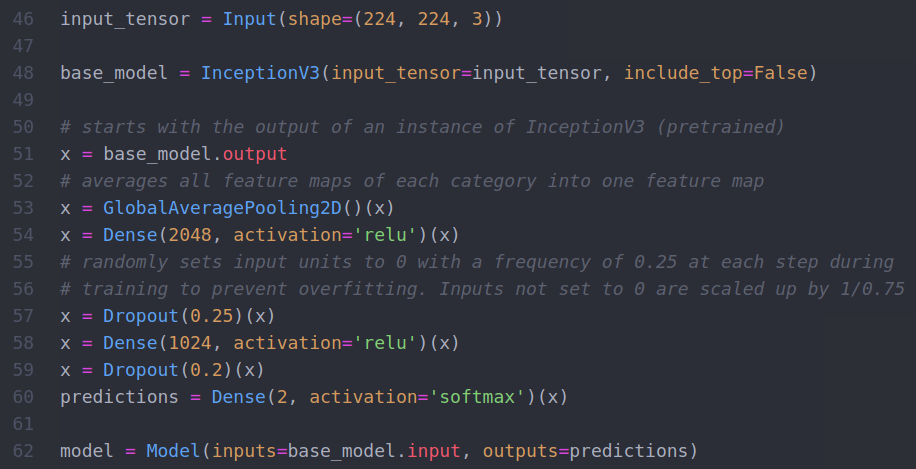 46 input_tensor = Input(shape=(224, 224, 3))
47
48 base_model = InceptionV3(input_tensor=input_tensor, include_top=False)
49
50 # starts with the output of an instance of InceptionV3 (pretrained)
51 x = base_model.output
52 # averages all feature maps of each category into one feature map
53 x = GlobalAveragePooling2D()(x)
54 x = Dense(2048, activation='relu')(x)
55 # randomly sets input units to 0 with a frequency of 0.25 at each step during
56 # training to prevent overfitting. Inputs not set to 0 are scaled up by 1/0.75
57 x = Dropout(0.25)(x)
58 x = Dense(1024, activation='relu')(x)
59 x = Dropout(0.2)(x)
60 predictions = Dense(2, activation='softmax')(x)
61
62 model = Model(inputs=base_model.input, outputs=predictions)